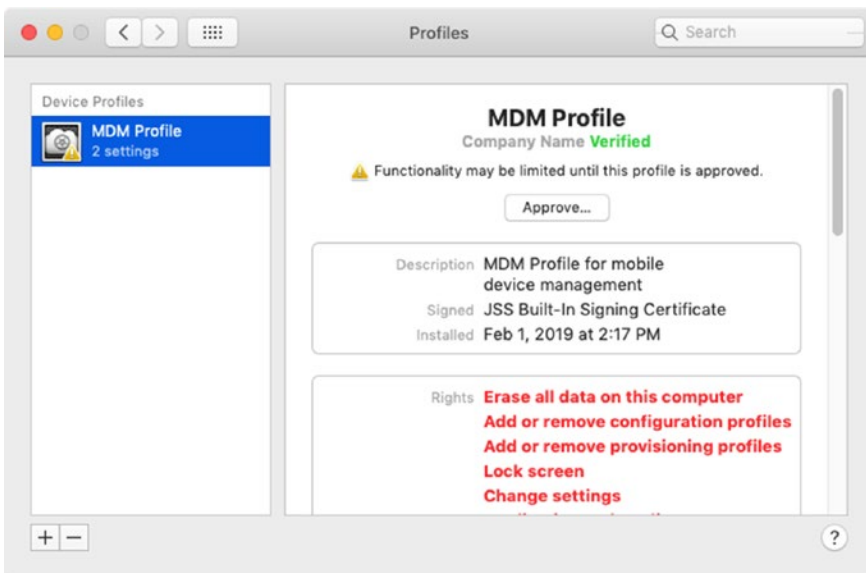 Profiles
Search
Device Profiles
MDM Profile
2 settings
MDM Profile
Company Name Verified
Functionality may be limited until this profile is approved.
Approve...
Description MDM Profile for mobile
device management
Signed JSS Built-In Signing Certificate
Installed Feb 1, 2019 at 2:17 PM
Rights Erase all data on this computer
Add or remove configuration profiles
Add or remove provisioning profiles
Lock screen
Change settings
?